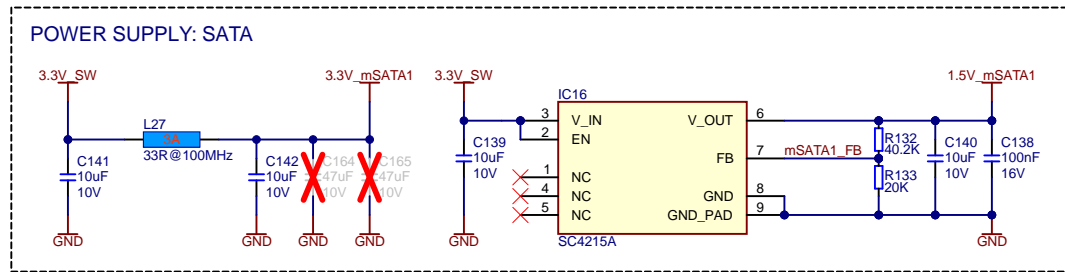 POWER SUPPLY: SATA
3.3V_SW
3.3V_mSATA1
L27
3A
33R@100MHz
C141
10uF
10V
C142
10uF
10V
C164
47uF
10V
C165
47uF
10V
GND
GND
GND
GND
3.3V_SW
C139
10uF
10V
GND
IC16
3
V_IN
2
EN
1
NC
4
NC
5
NC
V_OUT
6
FB
7
GND
8
GND_PAD
9
SC4215A
mSATA1_FB
1.5V_mSATA1
R132
40.2K
R133
20K
C140
10uF
10V
C138
100nF
16V
GND